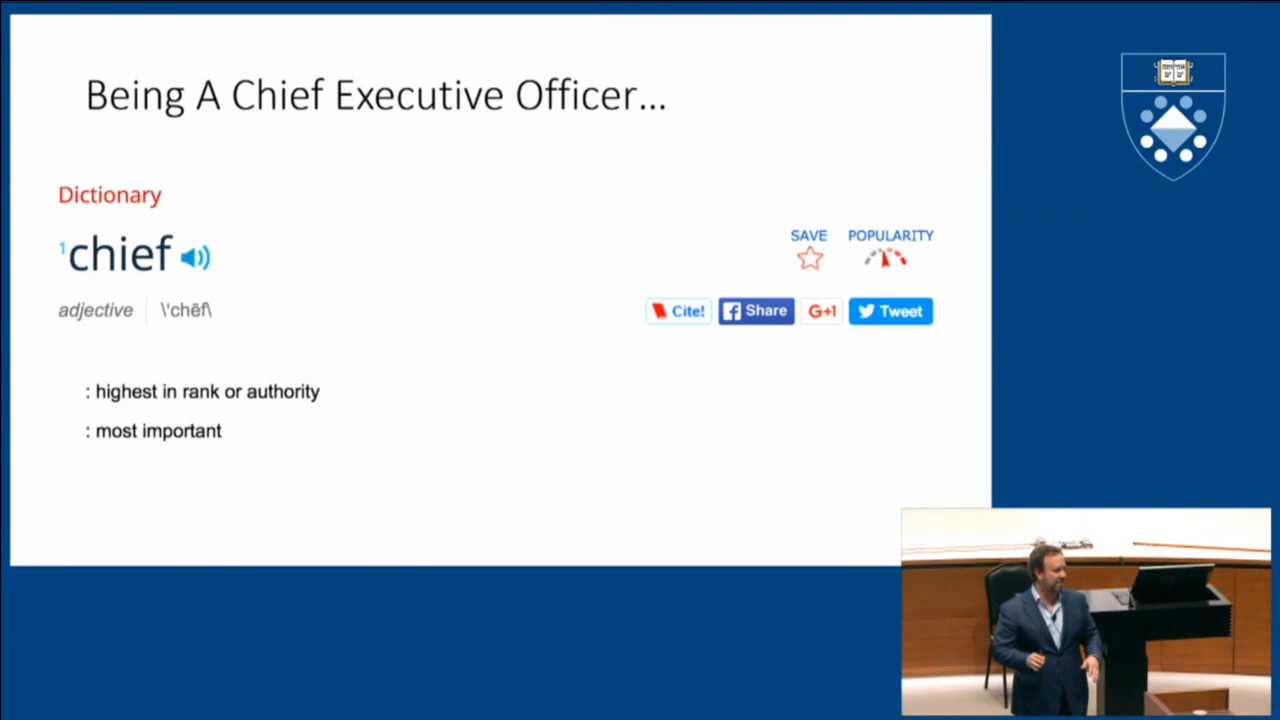 Being A Chief Executive Officer...
Dictionary
1chief
SAVE POPULARITY
adjective \ˈchēf\
Cite! Share G+1 Tweet
: highest in rank or authority
: most important